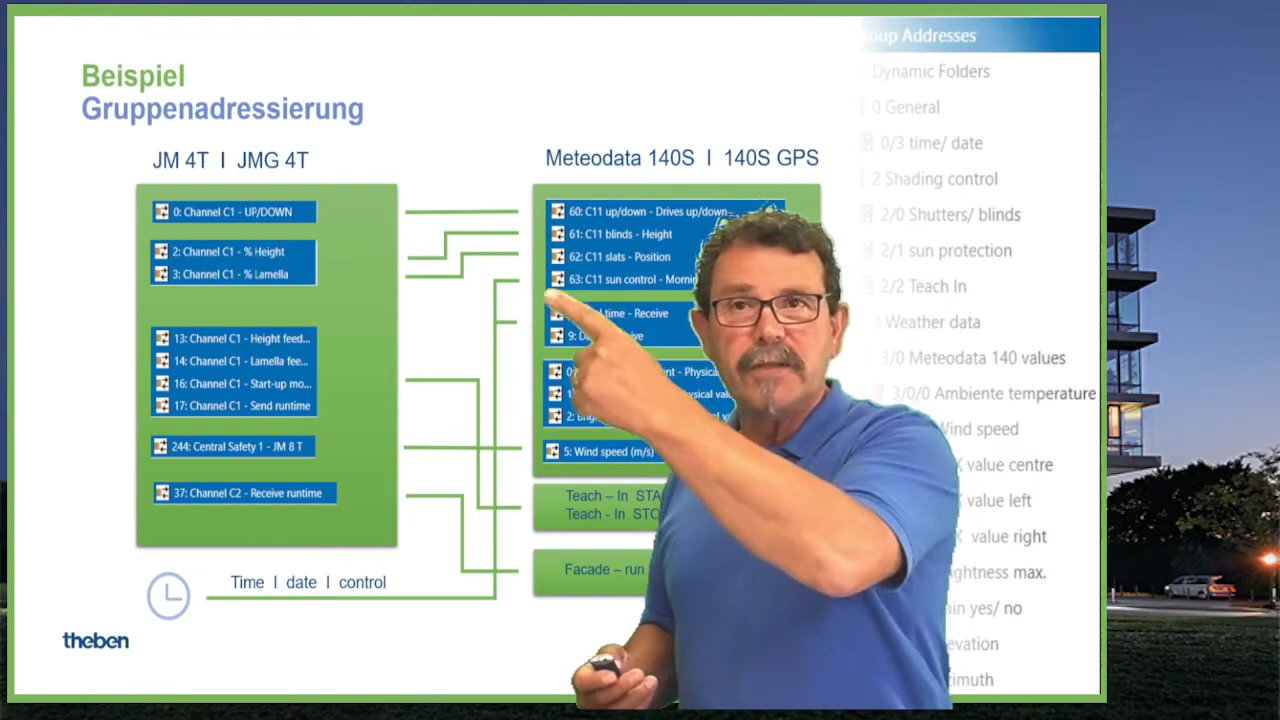 Beispiel
Gruppenadressierung
JM 4T I JMG 4T
0: Channel C1 - UP/DOWN
2: Channel C1 - % Height
3: Channel C1 - % Lamella
13: Channel C1 - Height feed...
14: Channel C1 - Lamella fee...
16: Channel C1 - Start-up mo...
17: Channel C1 - Send runtime
244: Central Safety 1 - JM 8 T
37: Channel C2 - Receive runtime
Time I date I control
theben
Meteodata 140S I 140S GPS
60: C11 up/down - Drives up/down
61: C11 blinds - Height
62: C11 slats - Position
63: C11 sun control -
time - Receive
9:
2:
5: Wind speed (m/s)
Teach – In
Teach - In
Facade – run
Addresses
Dynamic Folders
0 General
0/3 time/ date
2 Shading control
2/0 Shutters/ blinds
2/1 sun protection
2/2 Teach In
Weather data
3/0 Meteodata 140 values
3/0/0 Ambiente temperature
Wind speed
value centre
value left
value right
max.
yes/ no